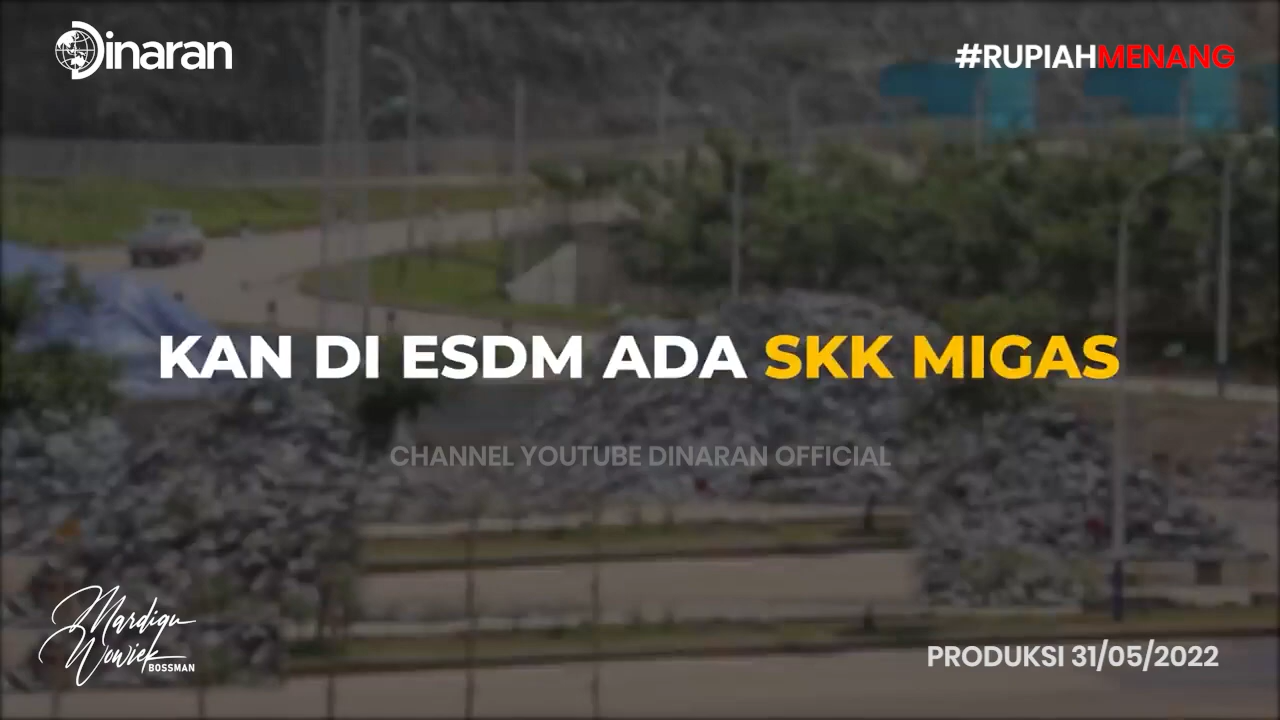 Dinaran
#RUPIAHMENANG
KAN DI ESDM ADA SKK MIGAS
CHANNEL YOUTUBE DINARAN OFFICIAL
Mardigu
Wowiek
BOSSMAN
PRODUKSI 31/05/2022